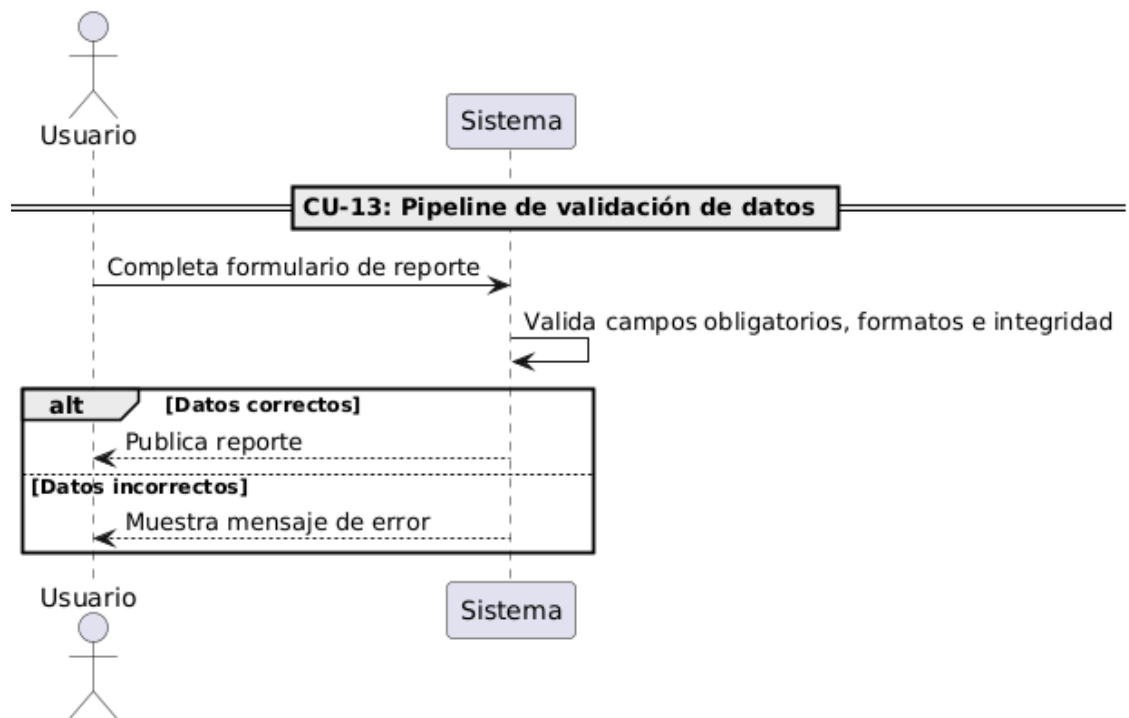 Usuario
Sistema
CU-13: Pipeline de validación de datos
Completa formulario de reporte
Valida campos obligatorios, formatos e integridad
alt [Datos correctos]
Publica reporte
[Datos incorrectos]
Muestra mensaje de error
Usuario
Sistema